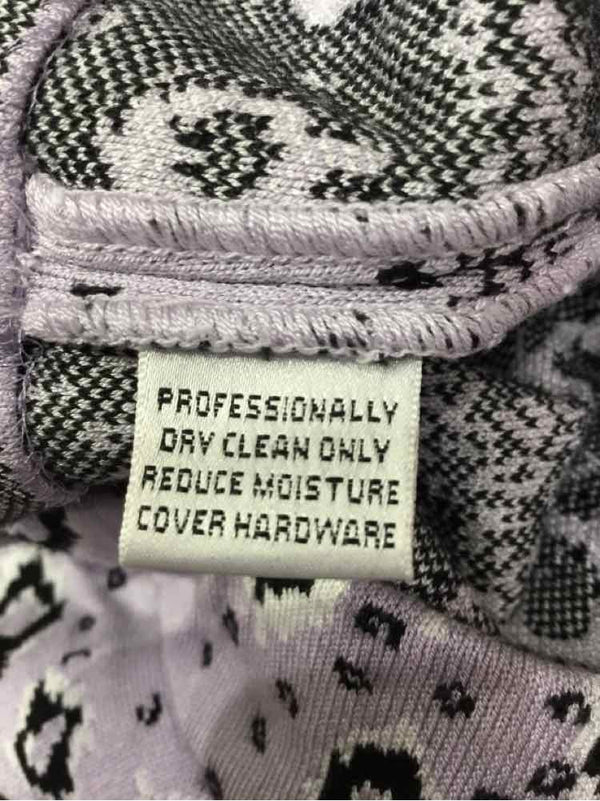 PROFESSIONALLY
DRY CLEAN ONLY
REDUCE MOISTURE
COVER HARDWARE